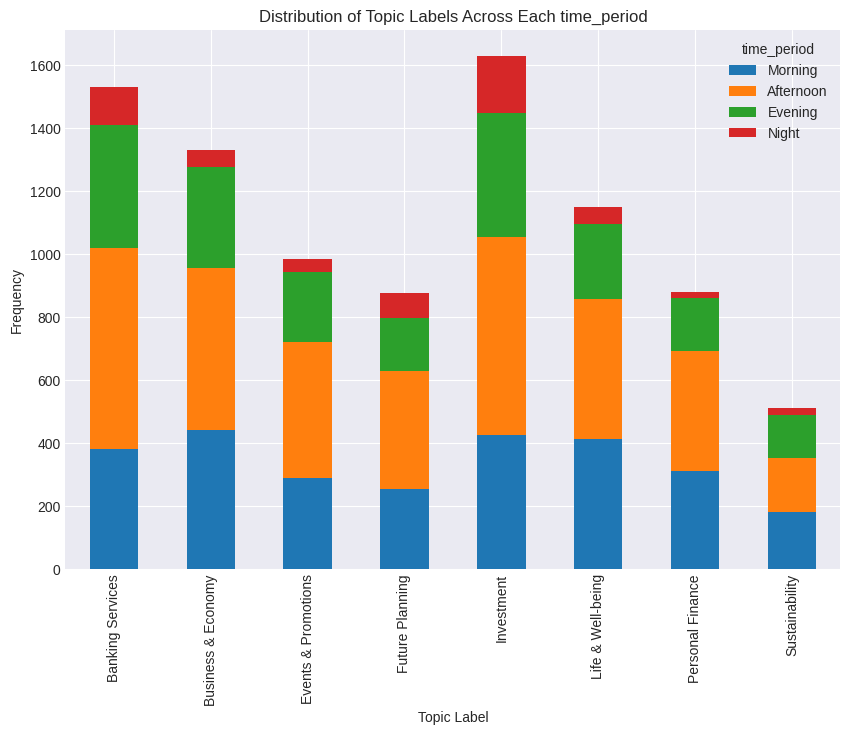 Distribution of Topic Labels Across Each time_period
time_period
Morning
Afternoon
Evening
Night
Frequency
1600
1400
1200
1000
800
600
400
200
0
Banking Services
Business & Economy
Events & Promotions
Future Planning
Investment
Life & Well-being
Personal Finance
Sustainability
Topic Label